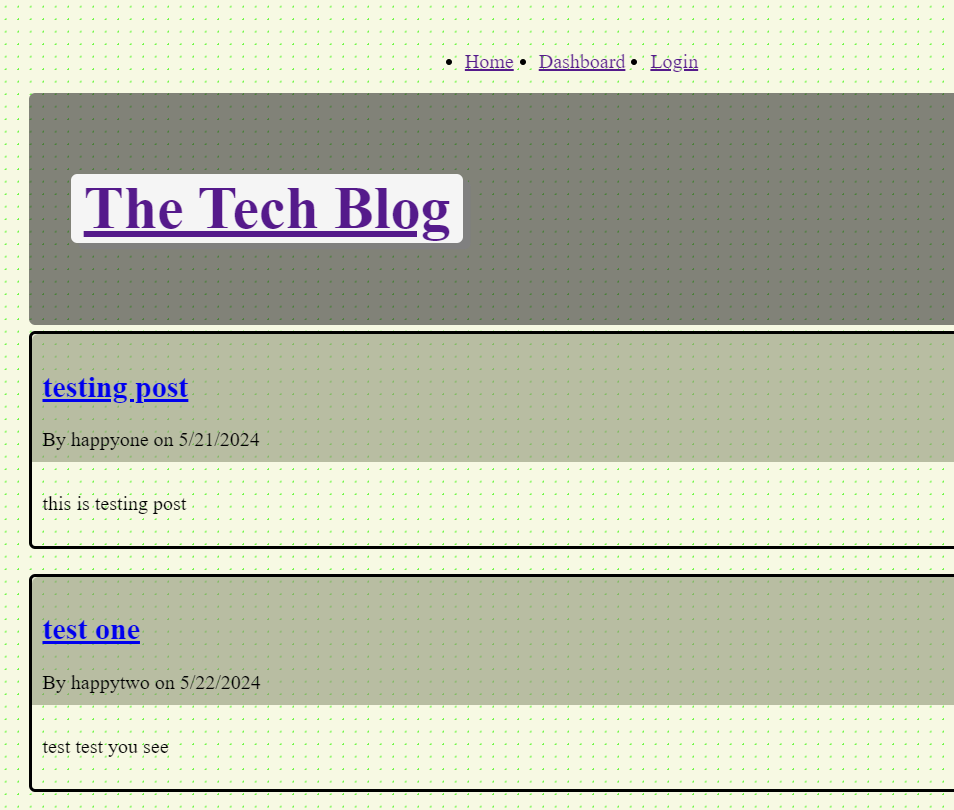 • Home • Dashboard • Login
The Tech Blog
testing post
By happyone on 5/21/2024
this is testing post
test one
By happytwo on 5/22/2024
test test you see